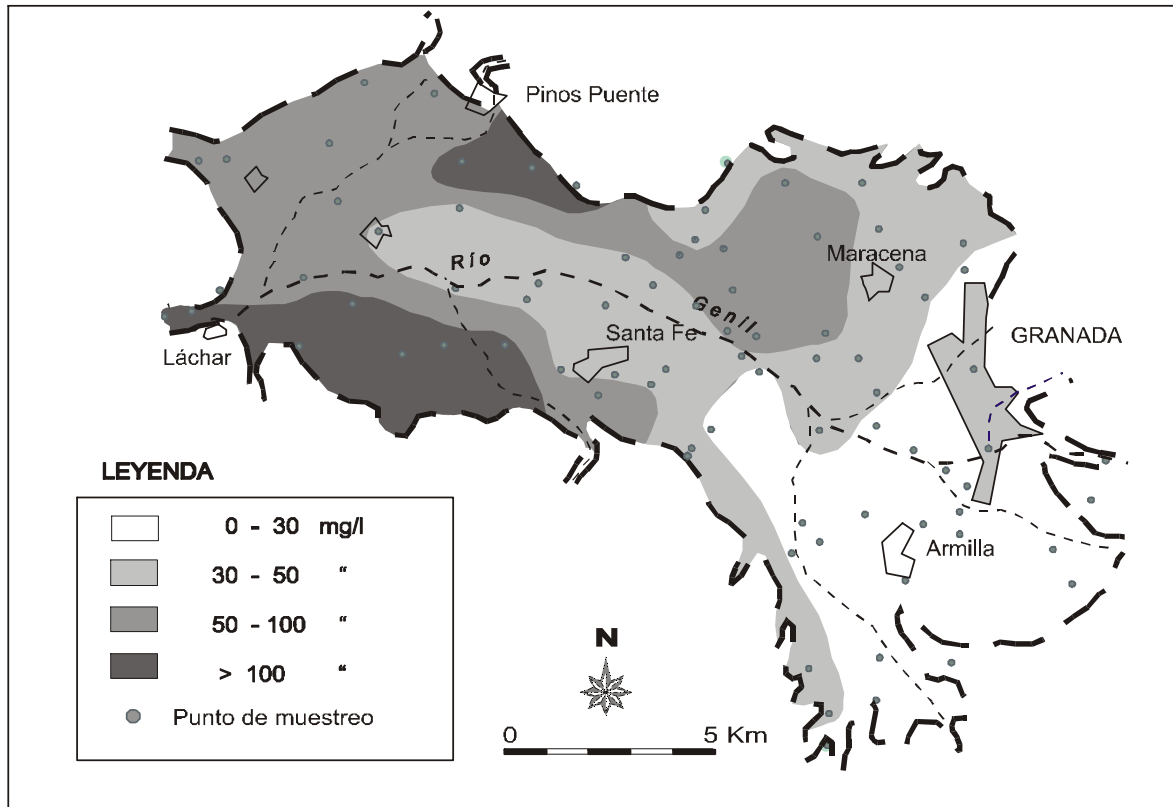 Pinos Puente
Río
Genil
Maracena
Santa Fe
GRANADA
Láchar
Armilla
LEYENDA
0 - 30 mg/l
30 - 50 "
50 - 100 "
> 100 "
Punto de muestreo
N
0 5 Km